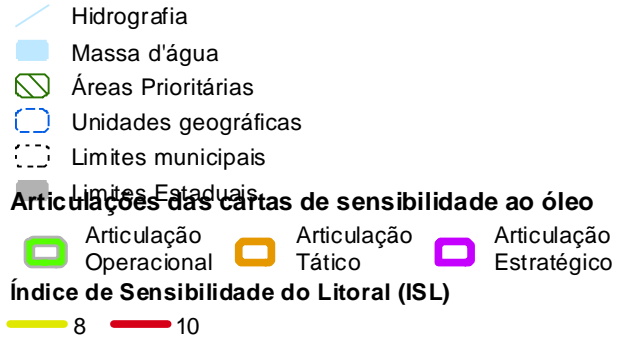 Hidrografia
Massa d'água
Áreas Prioritárias
Unidades geográficas
Limites municipais
Limites Estaduais
Articulações das cartas de sensibilidade ao óleo
Articulação Operacional
Articulação Tático
Articulação Estratégico
Índice de Sensibilidade do Litoral (ISL)
8 10